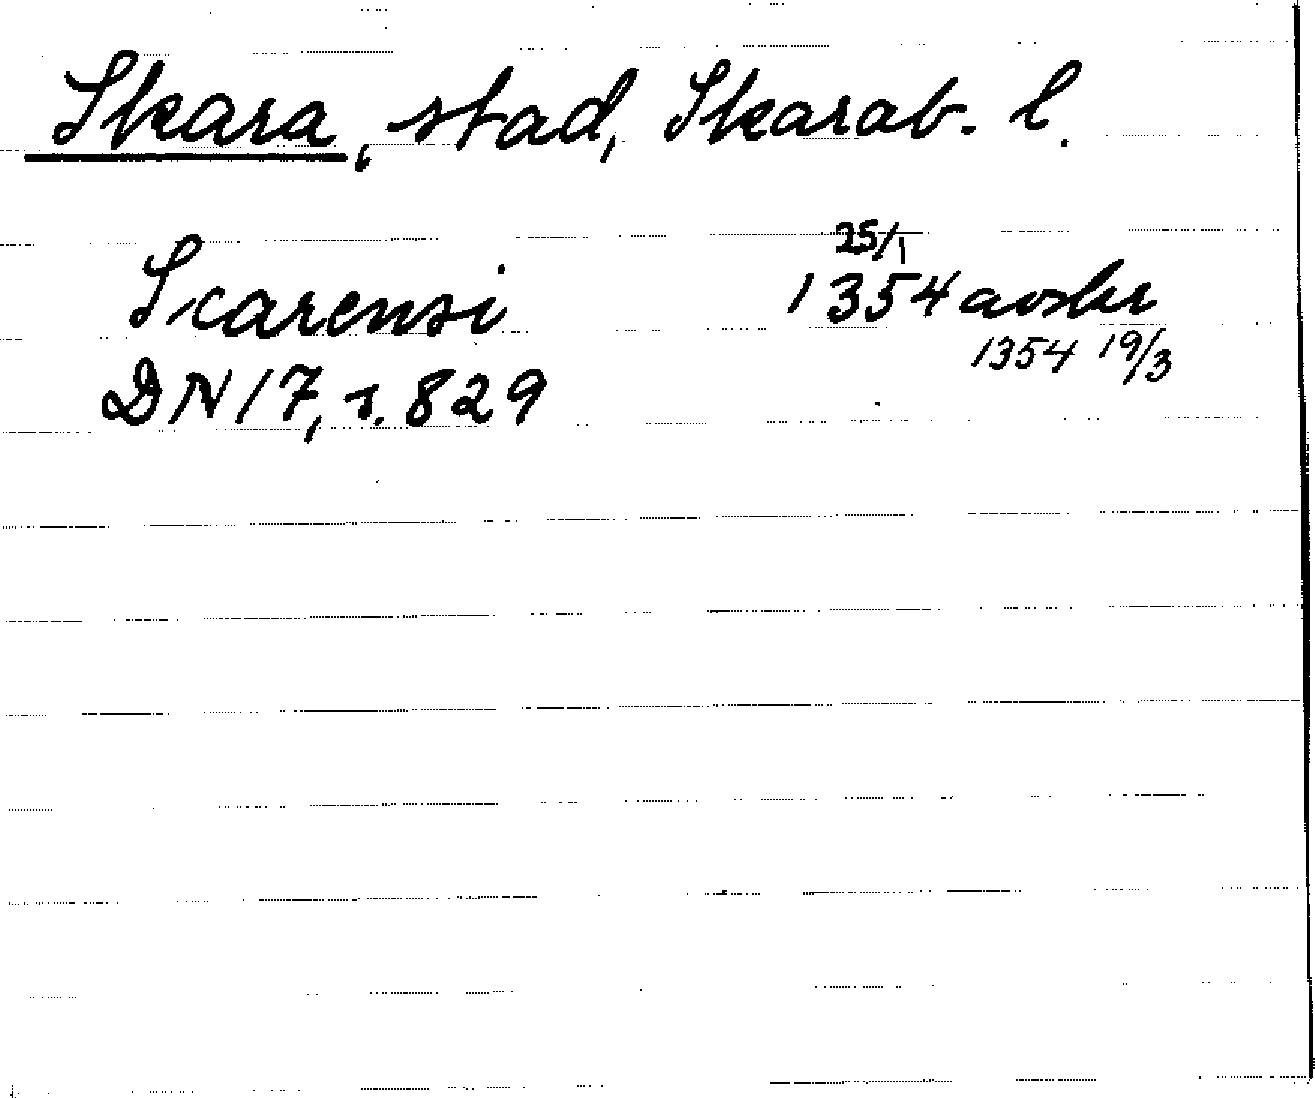 Skara, stad, Skarab. l.
25/1
Scarensi 1354 avskr
1354 19/3
DN 17, s. 829